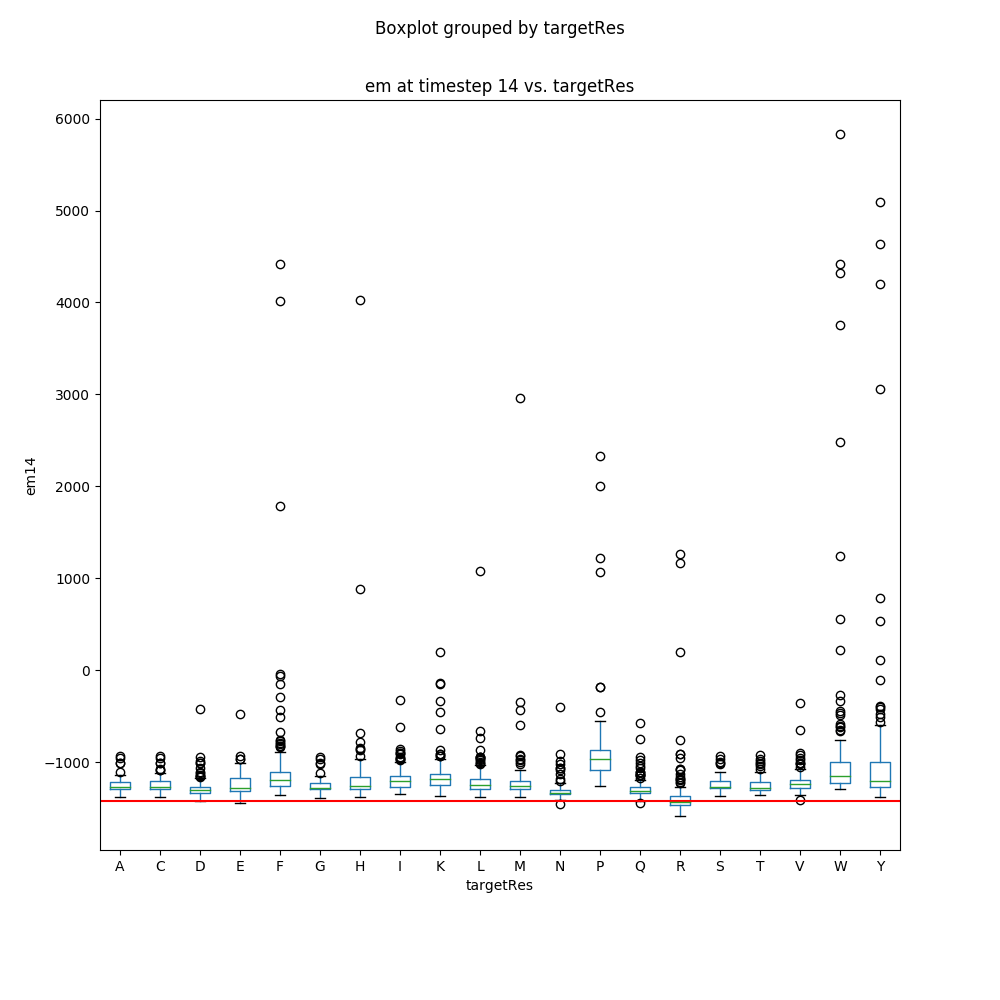 Boxplot grouped by targetRes
em at timestep 14 vs. targetRes
6000
5000
4000
3000
2000
1000
0
−1000
em14
A C D E F G H I K L M N P Q R S T V W Y
targetRes